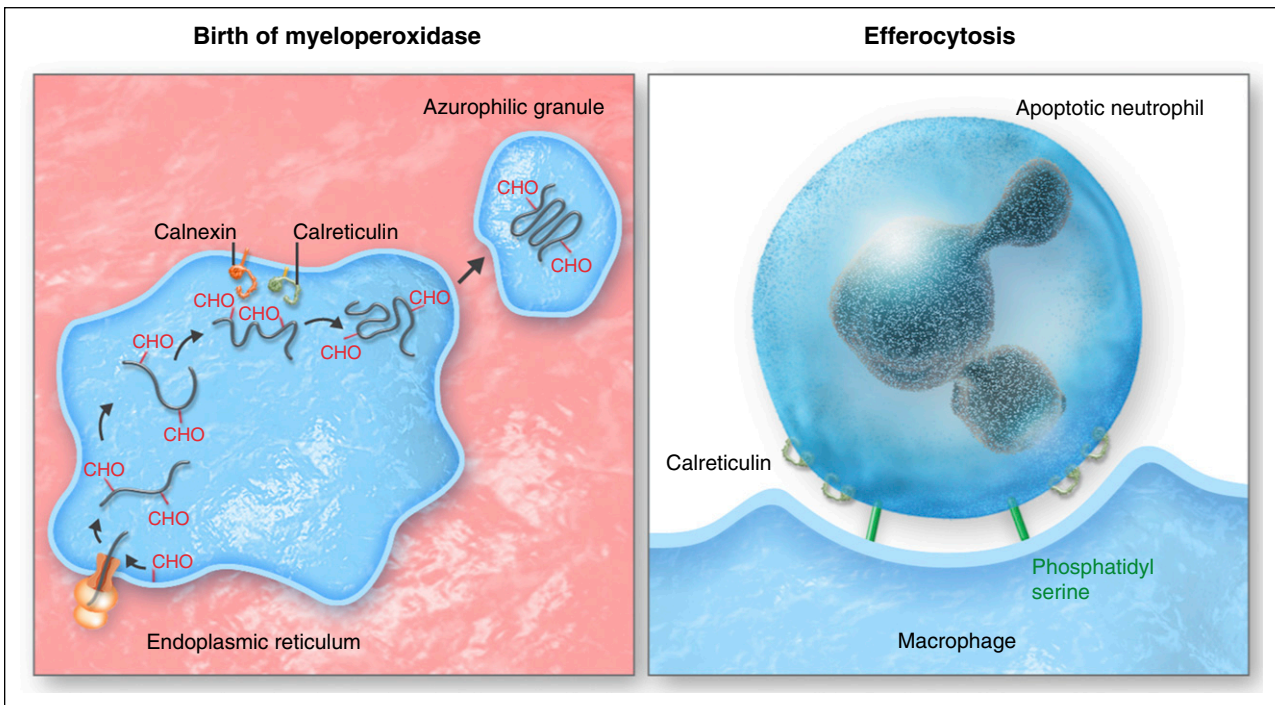 Birth of myeloperoxidase
Efferocytosis
Azurophilic granule
CHO
CHO
Calnexin
Calreticulin
CHO
CHO
CHO
CHO
CHO
CHO
CHO
CHO
CHO
Endoplasmic reticulum
Apoptotic neutrophil
Calreticulin
Phosphatidyl
serine
Macrophage